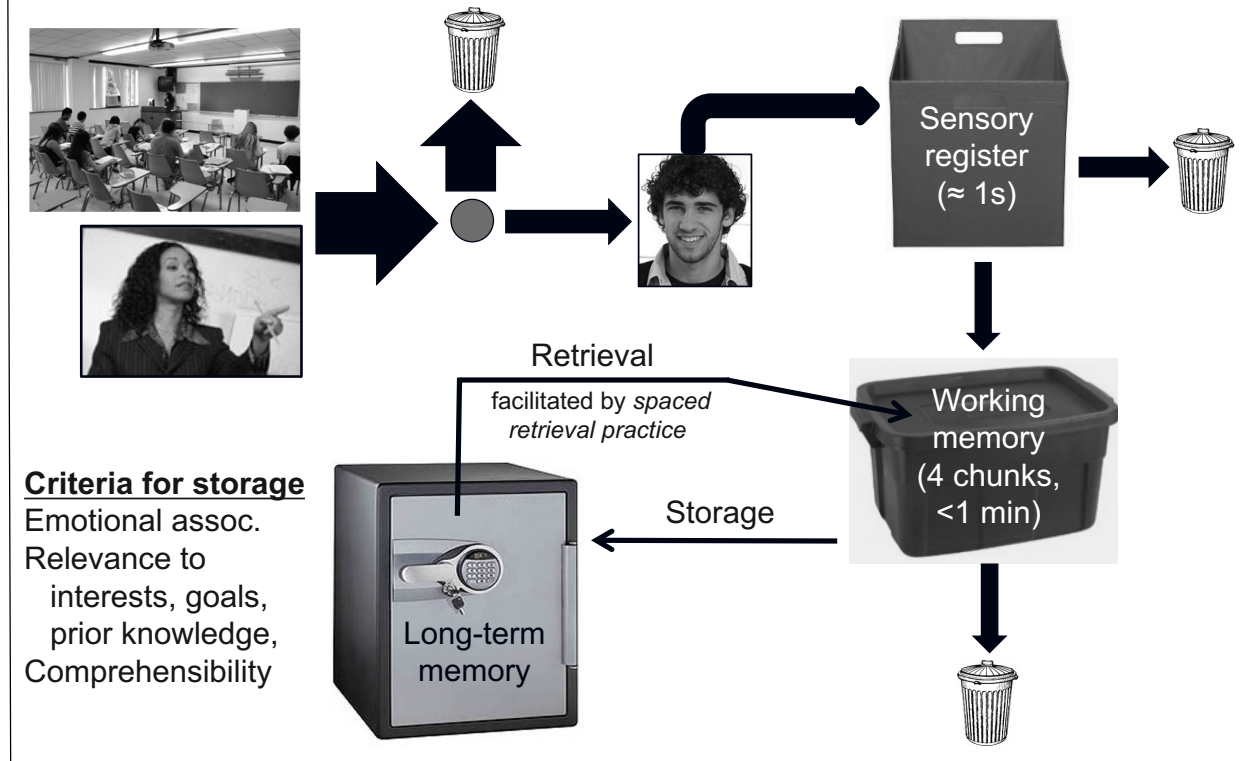 Sensory
register
(≈ 1s)
Retrieval
facilitated by spaced
retrieval practice
Working
memory
(4 chunks,
<1 min)
Criteria for storage
Emotional assoc.
Relevance to
interests, goals,
prior knowledge,
Comprehensibility
Storage
Long-term
memory